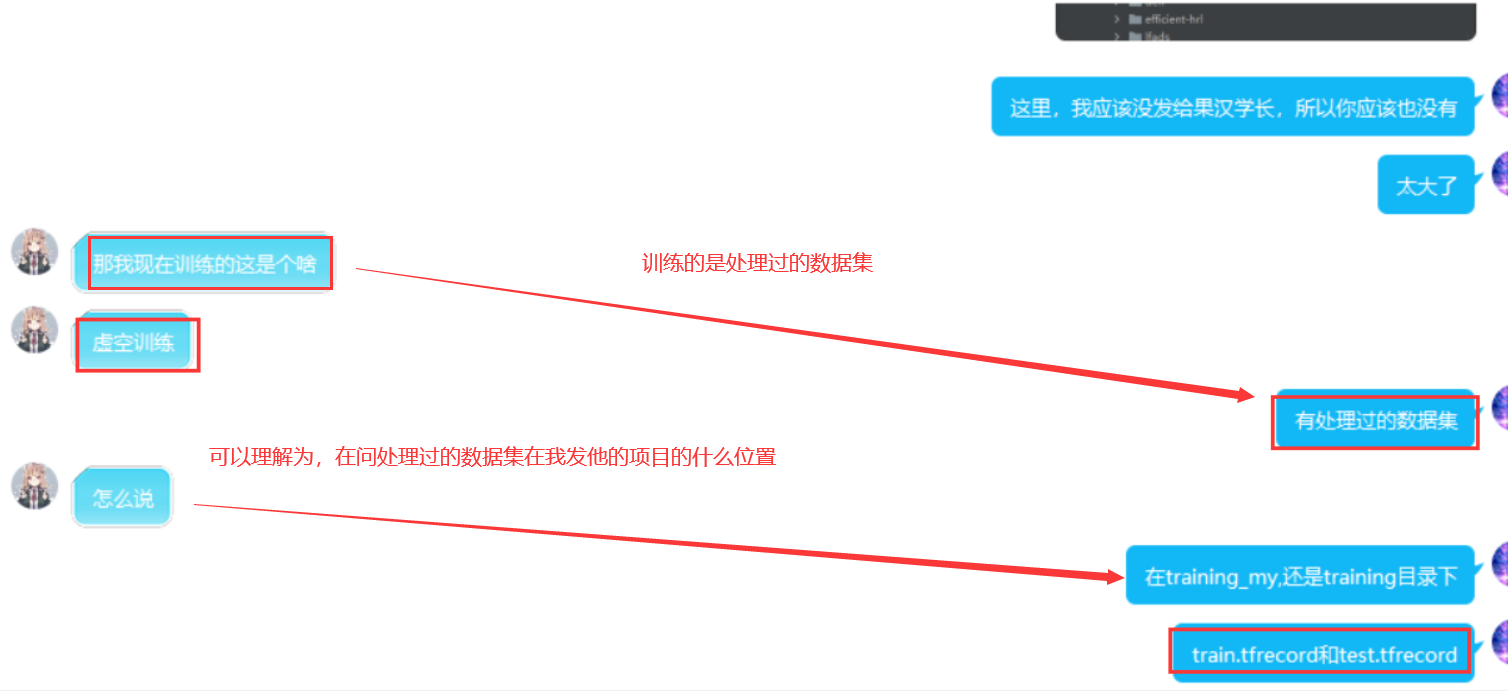 efficient-hrl
lfads
这里，我应该没发给果汉学长，所以你应该也没有
太大了
那我现在训练的这是个啥
训练的是处理过的数据集
虚空训练
有处理过的数据集
可以理解为，在问处理过的数据集在我发他的项目的什么位置
怎么说
在training_my,还是training目录下
train.tfrecord和test.tfrecord